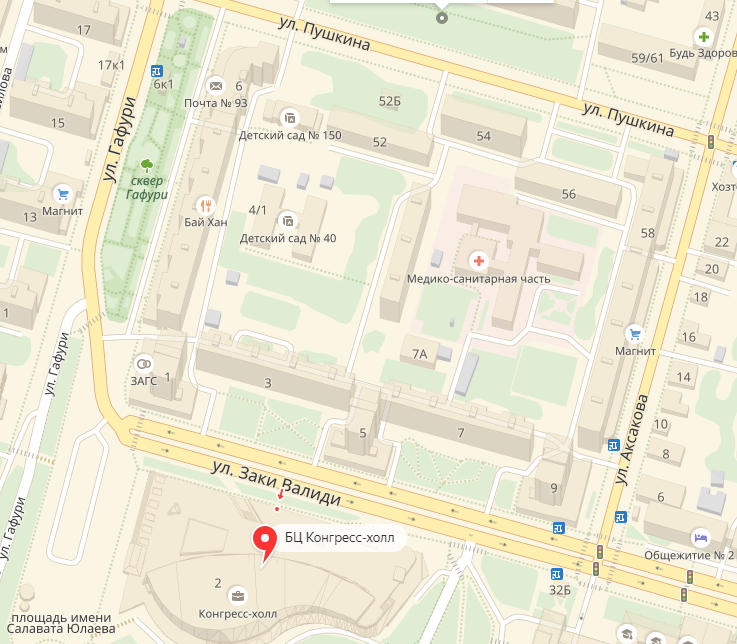 17
43
ул. Пушкина
Будь Здоров
59/61
17к1
6к1
6
Почта № 93
52Б
ул. Пушкина
15
ул. Гафури
Детский сад № 150
52
54
сквер
Гафури
Магнит
13
Бай Хан
4/1
Детский сад № 40
56
58
Хозт
22
Медико-санитарная часть
20
18
1
16
Магнит
7А
ЗАГС
1
3
14
ул. Гафури
5
7
10
ул. Аксакова
8
9
6
ул. Заки Валиди
ул. Гафури
БЦ Конгресс-холл
Общежитие № 2
2
Конгресс-холл
32Б
площадь имени
Салавата Юлаева